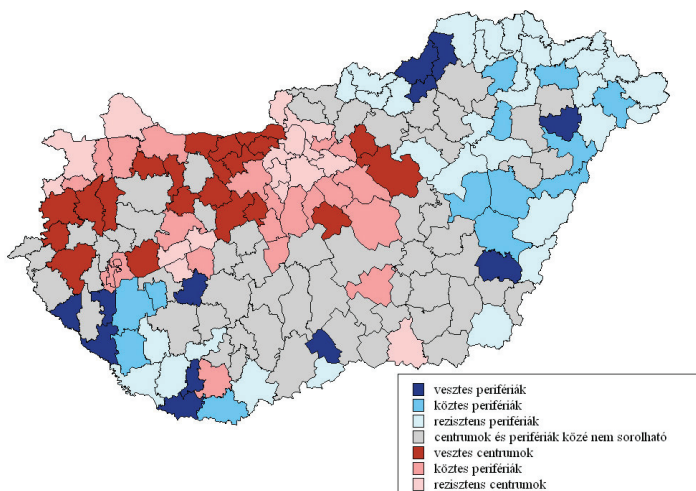 vesztes perifériák
köztes perifériák
rezisztens perifériák
centrumok és perifériák közé nem sorolható
vesztes centrumok
köztes perifériák
rezisztens centrumok